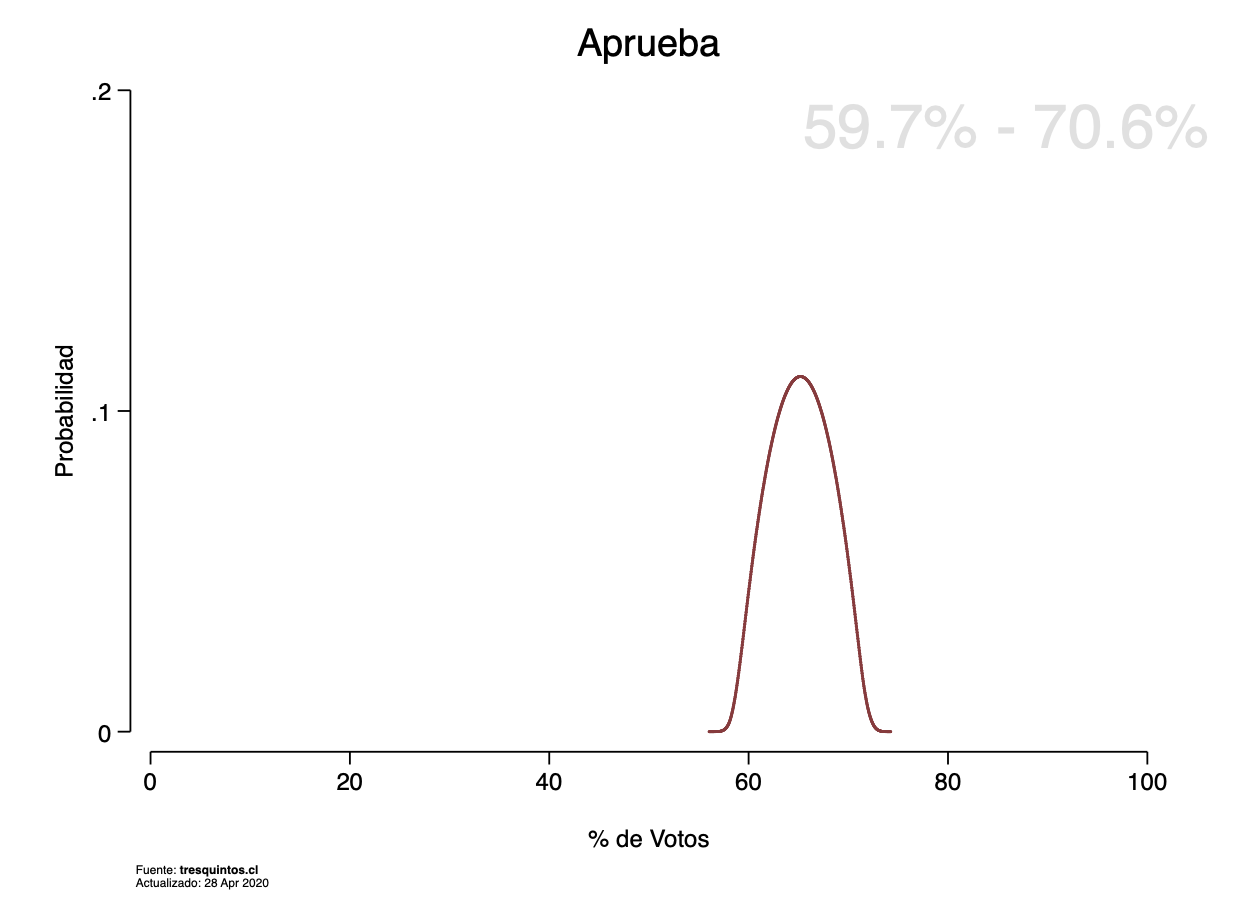 Aprueba
59.7% - 70.6%
.2
.1
0
Probabilidad
0 20 40 60 80 100
% de Votos
Fuente: tresquintos.cl
Actualizado: 28 Apr 2020